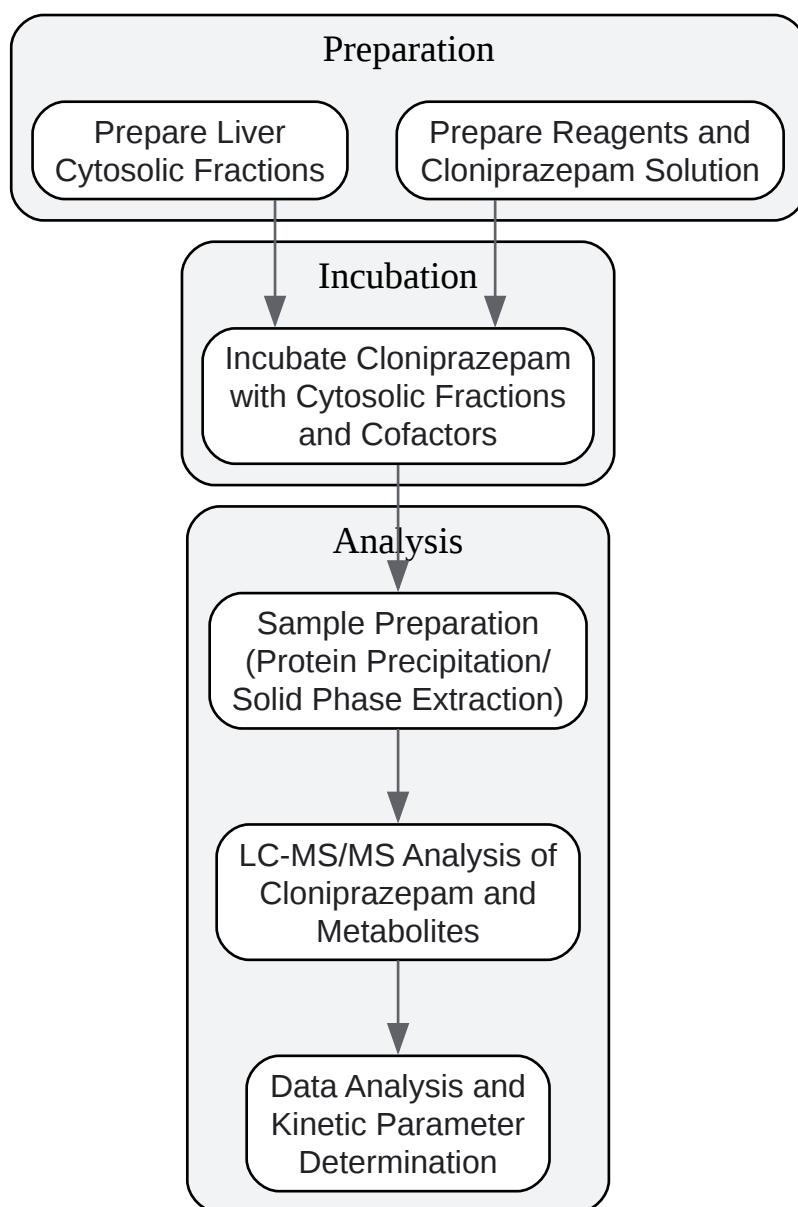 Preparation
Prepare Liver
Cytosolic Fractions
Prepare Reagents and
Cloniprazepam Solution
Incubation
Incubate Cloniprazepam
with Cytosolic Fractions
and Cofactors
Analysis
Sample Preparation
(Protein Precipitation/
Solid Phase Extraction)
LC-MS/MS Analysis of
Cloniprazepam and
Metabolites
Data Analysis and
Kinetic Parameter
Determination